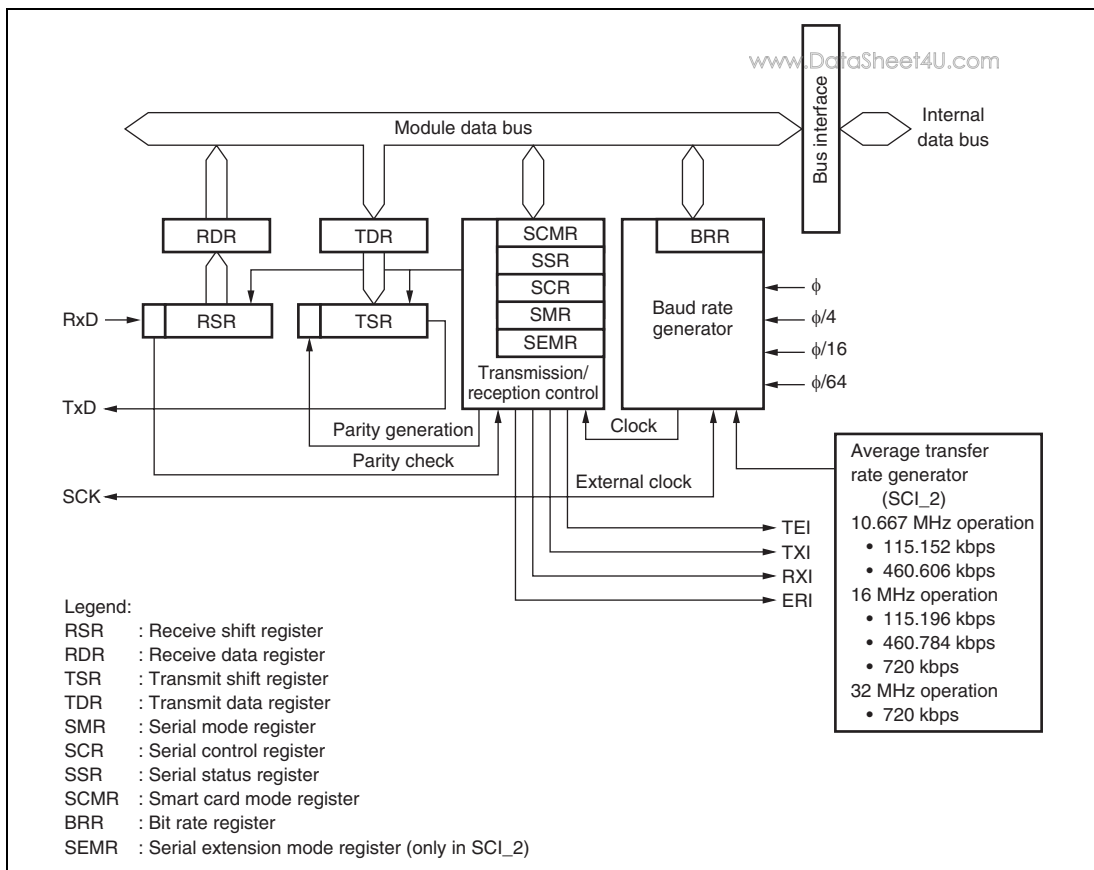 www.DataSheet4U.com
Bus interface
Internal
data bus
Module data bus
RDR
TDR
SCMR
BRR
SSR
SCR
SMR
SEMR
RxD
RSR
TSR
Baud rate
generator
ϕ
ϕ/4
ϕ/16
ϕ/64
Transmission/
reception control
TxD
Parity generation
Clock
Parity check
SCK
External clock
TEI
TXI
RXI
ERI
Average transfer
rate generator
(SCI_2)
10.667 MHz operation
• 115.152 kbps
• 460.606 kbps
16 MHz operation
• 115.196 kbps
• 460.784 kbps
• 720 kbps
32 MHz operation
• 720 kbps
Legend:
RSR : Receive shift register
RDR : Receive data register
TSR : Transmit shift register
TDR : Transmit data register
SMR : Serial mode register
SCR : Serial control register
SSR : Serial status register
SCMR : Smart card mode register
BRR : Bit rate register
SEMR : Serial extension mode register (only in SCI_2)